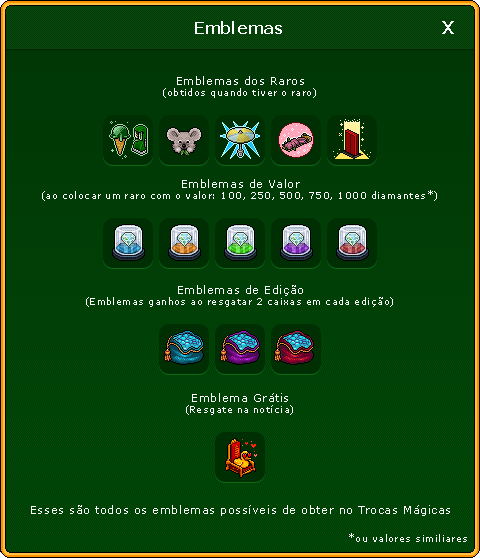 Emblemas
X
Emblemas dos Raros
(obtidos quando tiver o raro)
Emblemas de Valor
(ao colocar um raro com o valor: 100, 250, 500, 750, 1000 diamantes*)
Emblemas de Edição
(Emblemas ganhos ao resgatar 2 caixas em cada edição)
Emblema Grátis
(Resgate na notícia)
Esses são todos os emblemas possíveis de obter no Trocas Mágicas
*ou valores similiares